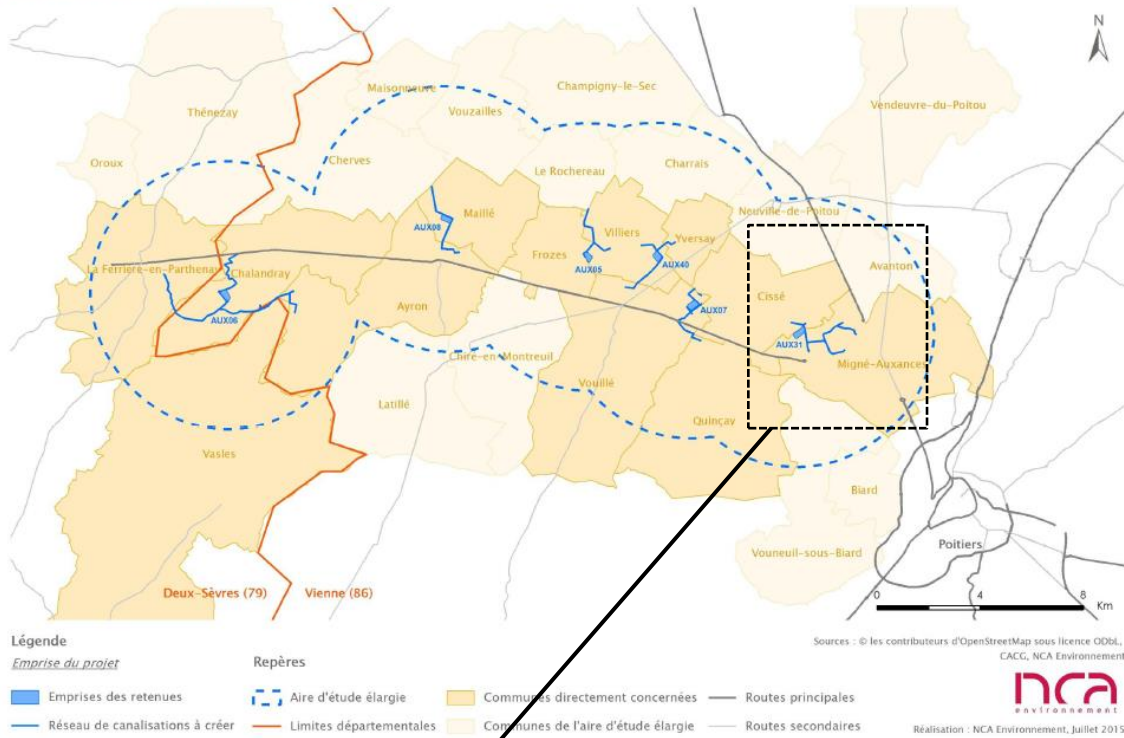 N
Thénezay
Maisonneuve
Champigny-le-Sec
Vouzailles
Vendeuvre-du-Poitou
Oroux
Cherves
Le Rochereau
Charrais
Neuville-de-Poitou
Maillé
AUX08
Villiers
Yversay
Frozes
AUX05
AUX40
Avanton
La Ferrière-en-Parthenay
Chalandray
Cissé
Ayron
AUX07
AUX06
AUX31
Chiré-en-Montreuil
Migné-Auxances
Vouillé
Latillé
Quinçay
Vasles
Biard
Vouneuil-sous-Biard
Poitiers
Deux-Sèvres (79)
Vienne (86)
0 4 8
Km
Légende
Emprise du projet
Repères
Sources : © les contributeurs d'OpenStreetMap sous licence ODbL,
CACG, NCA Environnement
Emprises des retenues
Aire d'étude élargie
Communes directement concernées
Routes principales
Réseau de canalisations à créer
Limites départementales
Communes de l'aire d'étude élargie
Routes secondaires
nca
environnement
Réalisation : NCA Environnement, Juillet 2015